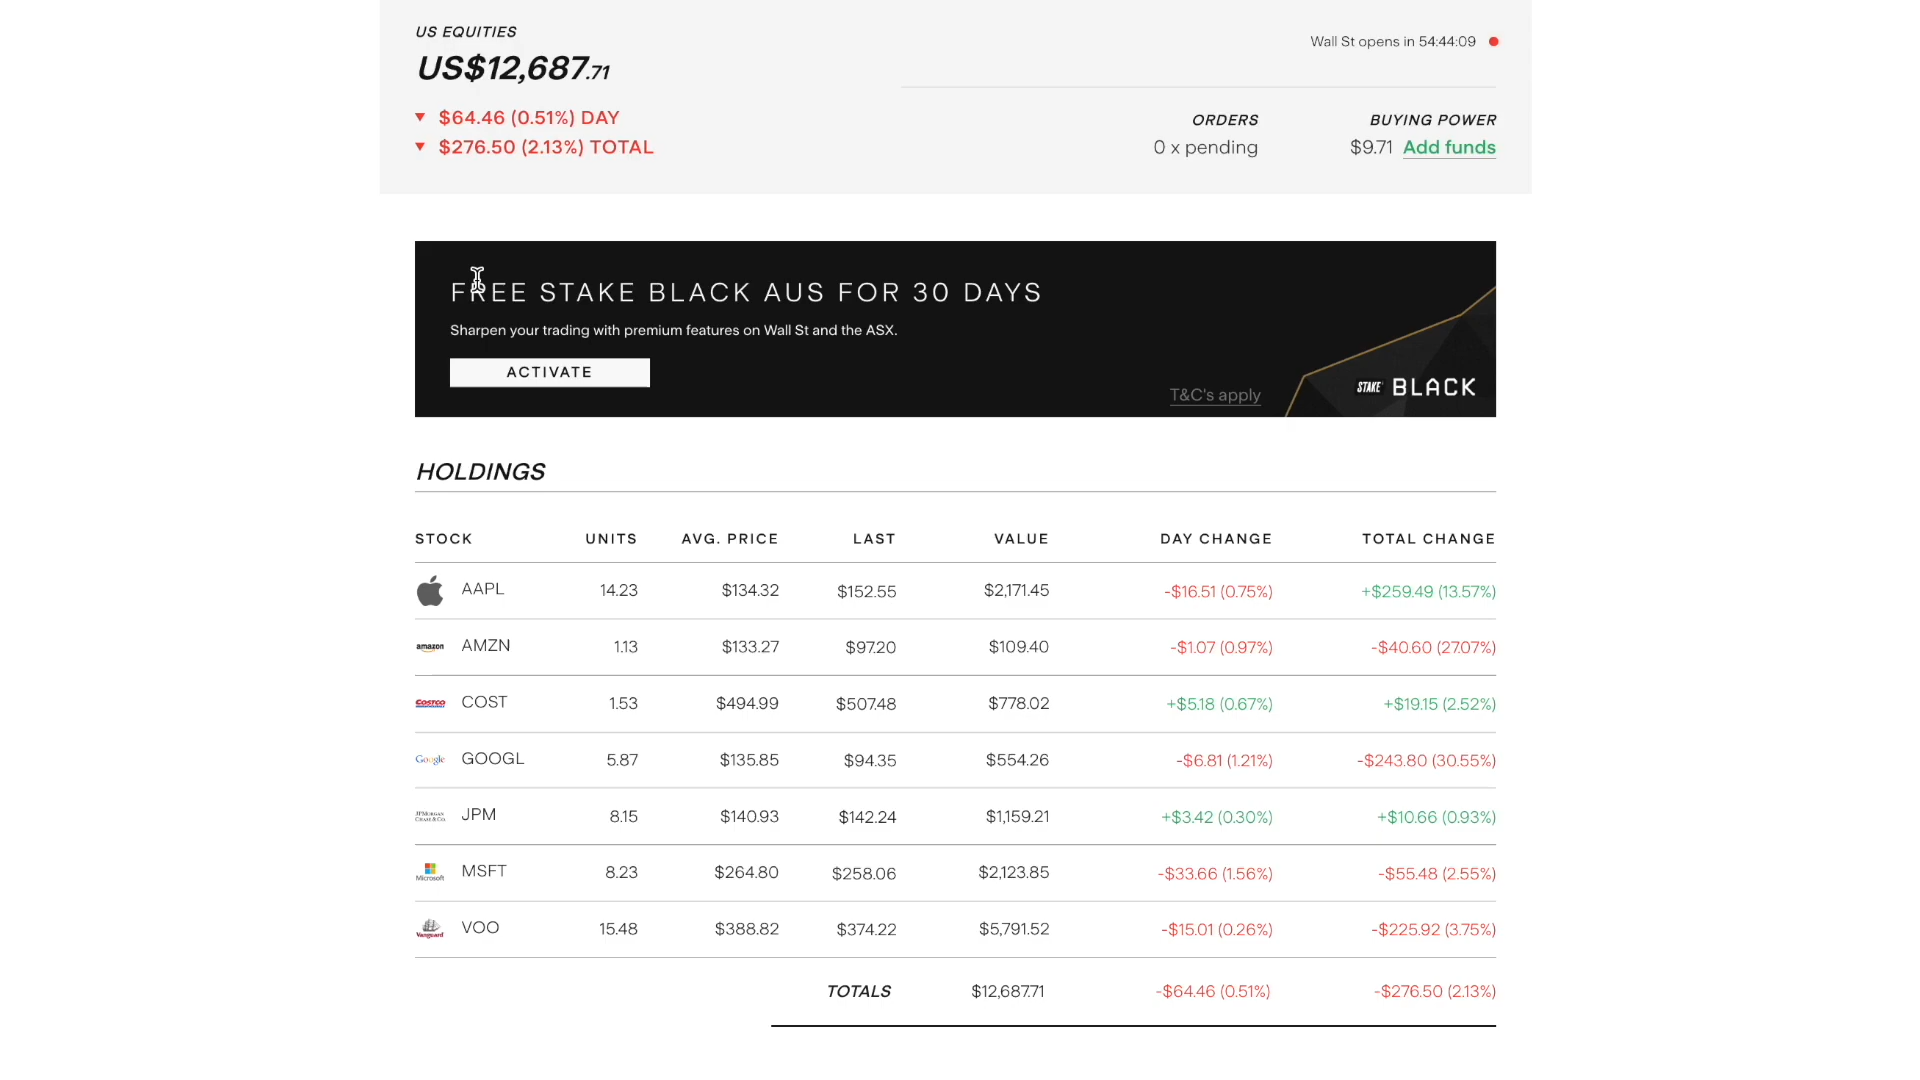 US EQUITIES
Wall St opens in 54:44:09
US$12,687.71
$64.46 (0.51%) DAY
$276.50 (2.13%) TOTAL
ORDERS
0 x pending
BUYING POWER
$9.71 Add funds
FREE STAKE BLACK AUS FOR 30 DAYS
Sharpen your trading with premium features on Wall St and the ASX.
ACTIVATE
T&C's apply
STAKE BLACK
HOLDINGS
STOCK UNITS AVG. PRICE LAST VALUE DAY CHANGE TOTAL CHANGE
AAPL 14.23 $134.32 $152.55 $2,171.45 -$16.51 (0.75%) +$259.49 (13.57%)
amazon AMZN 1.13 $133.27 $97.20 $109.40 -$1.07 (0.97%) -$40.60 (27.07%)
Costco COST 1.53 $494.99 $507.48 $778.02 +$5.18 (0.67%) +$19.15 (2.52%)
Google GOOGL 5.87 $135.85 $94.35 $554.26 -$6.81 (1.21%) -$243.80 (30.55%)
JPMorgan Chase & Co. JPM 8.15 $140.93 $142.24 $1,159.21 +$3.42 (0.30%) +$10.66 (0.93%)
Microsoft MSFT 8.23 $264.80 $258.06 $2,123.85 -$33.66 (1.56%) -$55.48 (2.55%)
Vanguard VOO 15.48 $388.82 $374.22 $5,791.52 -$15.01 (0.26%) -$225.92 (3.75%)
TOTALS $12,687.71 -$64.46 (0.51%) -$276.50 (2.13%)